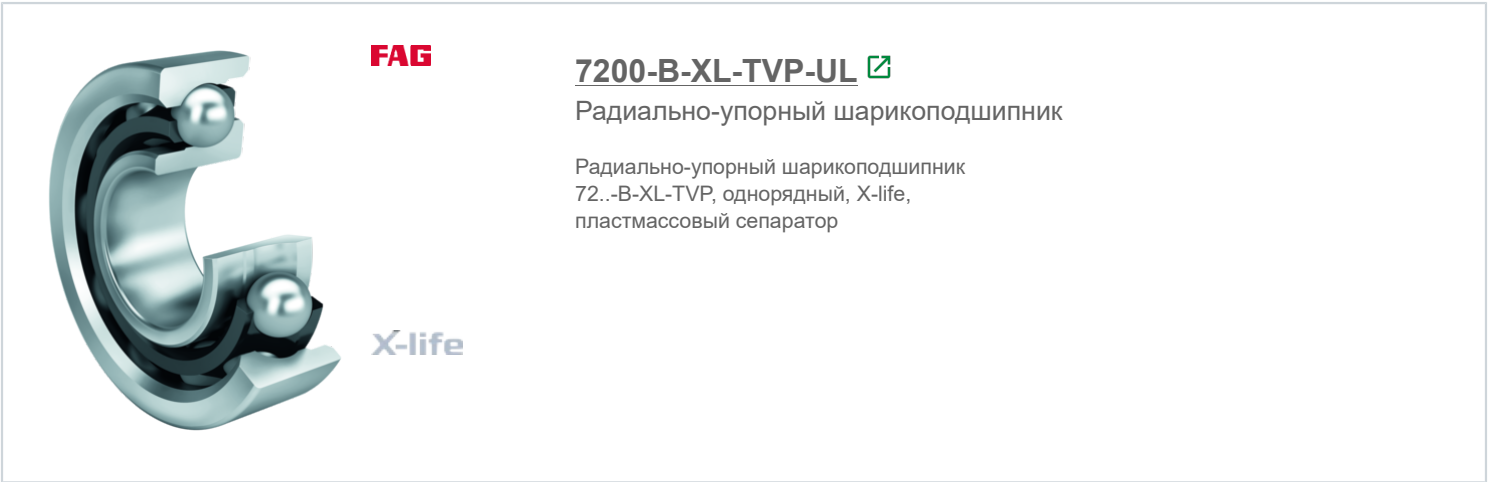 FAG
7200-B-XL-TVP-UL
Радиально-упорный шарикоподшипник
Радиально-упорный шарикоподшипник
72..-B-XL-TVP, однорядный, X-life,
пластмассовый сепаратор
X-life